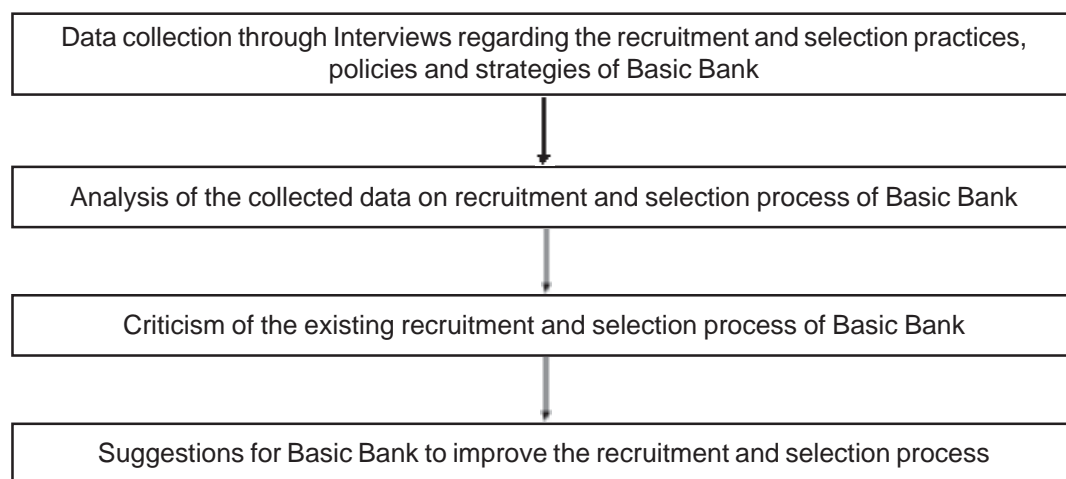 Data collection through Interviews regarding the recruitment and selection practices,
policies and strategies of Basic Bank
Analysis of the collected data on recruitment and selection process of Basic Bank
Criticism of the existing recruitment and selection process of Basic Bank
Suggestions for Basic Bank to improve the recruitment and selection process